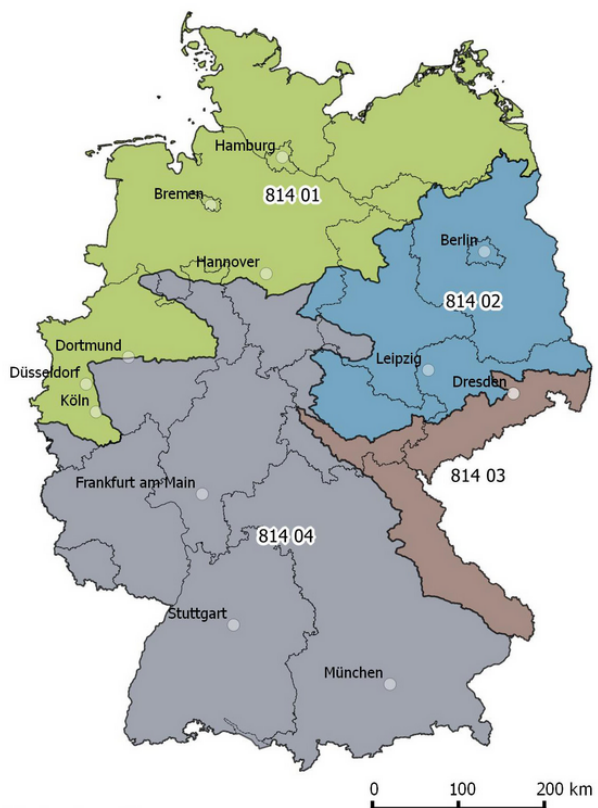 Hamburg
Bremen
814 01
Berlin
Hannover
814 02
Dortmund
Leipzig
Düsseldorf
Dresden
Köln
814 03
Frankfurt am Main
814 04
Stuttgart
München
0 100 200 km